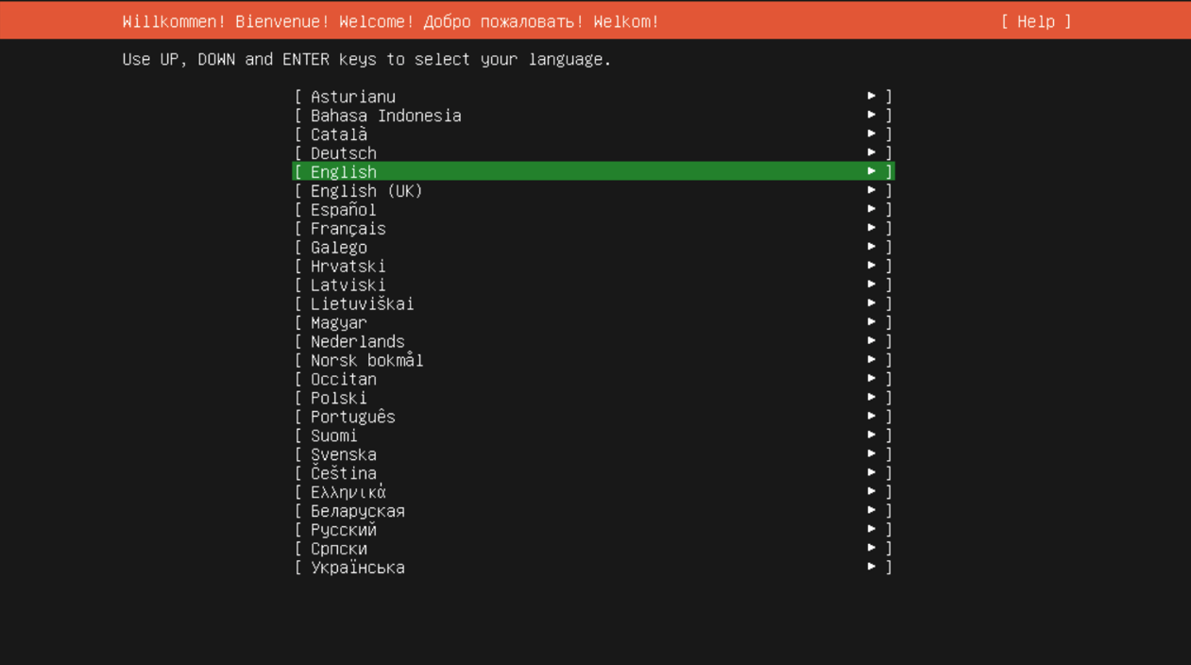 Willkommen! Bienvenue! Welcome! Добро пожаловать! Welkom! [ Help ]
Use UP, DOWN and ENTER keys to select your language.
[ Asturianu ► ]
[ Bahasa Indonesia ► ]
[ Català ► ]
[ Deutsch ► ]
[ English ► ]
[ English (UK) ► ]
[ Español ► ]
[ Français ► ]
[ Galego ► ]
[ Hrvatski ► ]
[ Latviski ► ]
[ Lietuviškai ► ]
[ Magyar ► ]
[ Nederlands ► ]
[ Norsk bokmål ► ]
[ Occitan ► ]
[ Polski ► ]
[ Português ► ]
[ Suomi ► ]
[ Svenska ► ]
[ Čeština ► ]
[ Ελληνικά ► ]
[ Беларуская ► ]
[ Русский ► ]
[ Српски ► ]
[ Українська ► ]